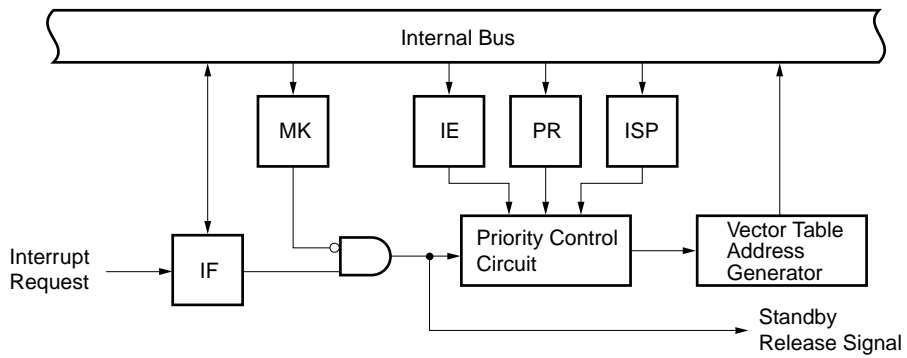 Internal Bus
MK
IE
PR
ISP
Interrupt
Request
IF
Priority Control
Circuit
Vector Table
Address
Generator
Standby
Release Signal